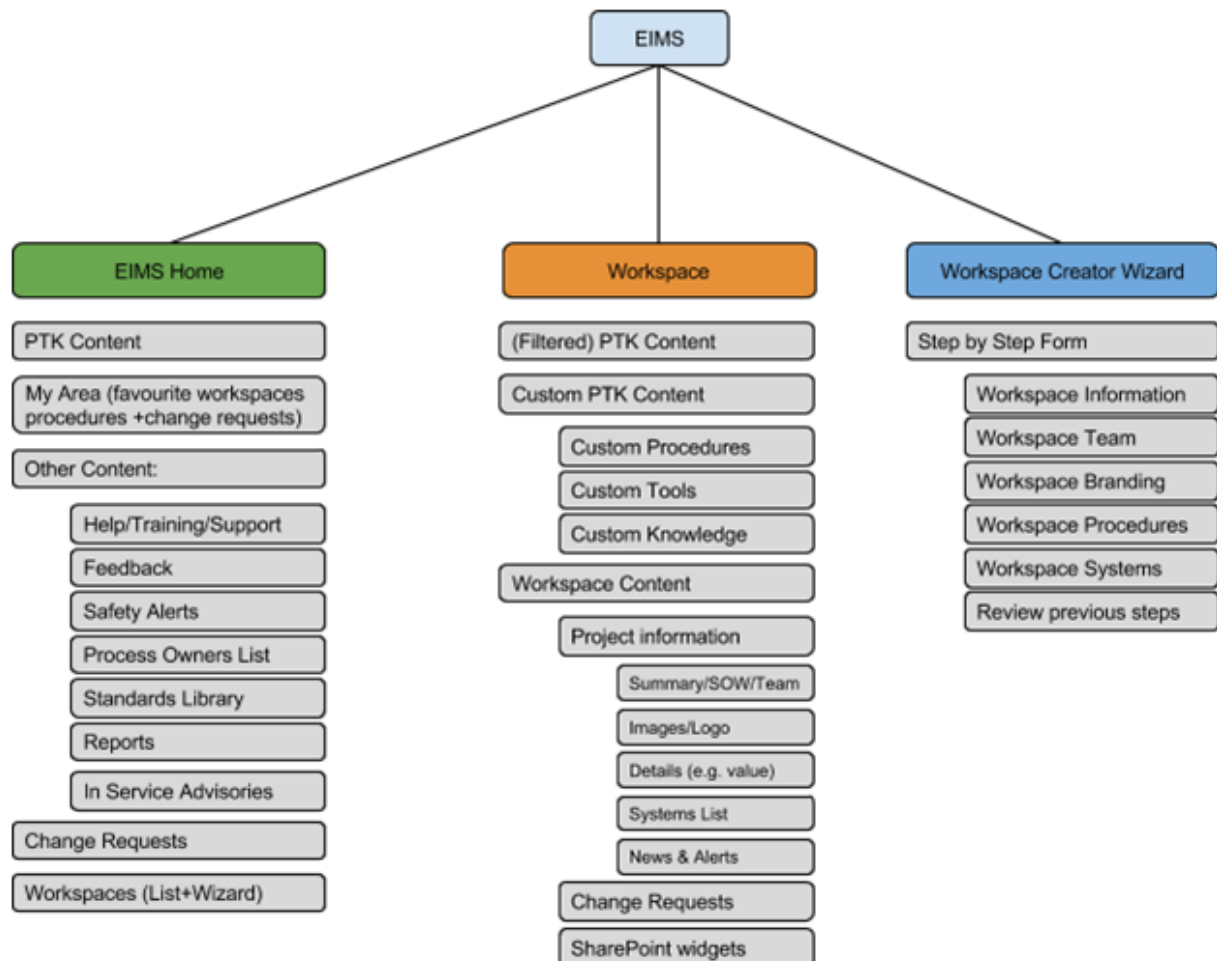 EIMS
EIMS Home
PTK Content
My Area (favourite workspaces
procedures +change requests)
Other Content:
Help/Training/Support
Feedback
Safety Alerts
Process Owners List
Standards Library
Reports
In Service Advisories
Change Requests
Workspaces (List+Wizard)
Workspace
(Filtered) PTK Content
Custom PTK Content
Custom Procedures
Custom Tools
Custom Knowledge
Workspace Content
Project information
Summary/SOW/Team
Images/Logo
Details (e.g. value)
Systems List
News & Alerts
Change Requests
SharePoint widgets
Workspace Creator Wizard
Step by Step Form
Workspace Information
Workspace Team
Workspace Branding
Workspace Procedures
Workspace Systems
Review previous steps